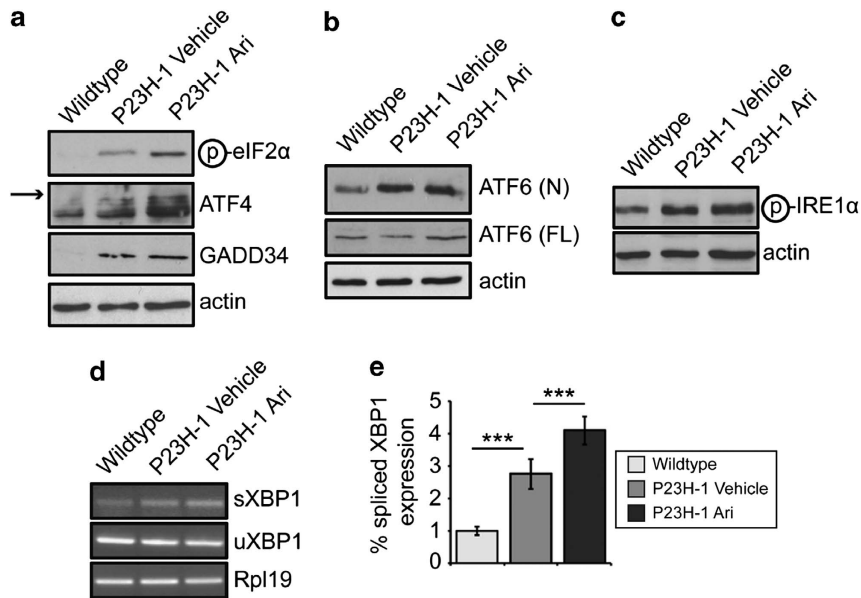 a
Wildtype
P23H-1 Vehicle
P23H-1 Ari
p-eIF2α
ATF4
GADD34
actin
b
Wildtype
P23H-1 Vehicle
P23H-1 Ari
ATF6 (N)
ATF6 (FL)
actin
c
Wildtype
P23H-1 Vehicle
P23H-1 Ari
p-IRE1α
actin
d
Wildtype
P23H-1 Vehicle
P23H-1 Ari
sXBP1
uXBP1
Rpl19
e
% spliced XBP1
expression
5
4
3
2
1
0
***
***
Wildtype
P23H-1 Vehicle
P23H-1 Ari